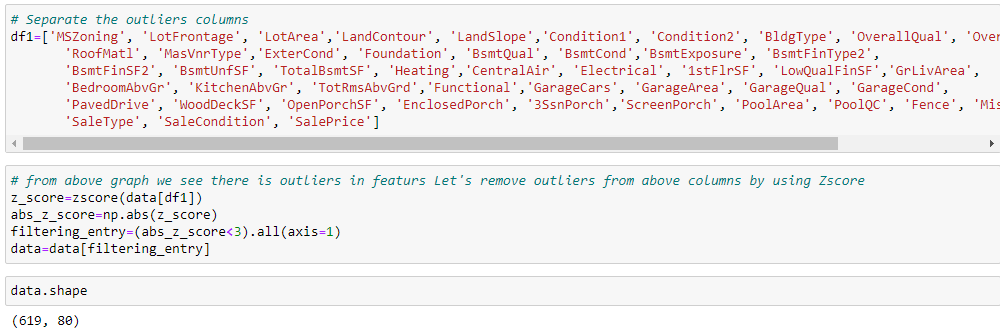 # Separate the outliers columns
df1=['MSZoning', 'LotFrontage', 'LotArea','LandContour', 'LandSlope','Condition1', 'Condition2', 'BldgType', 'OverallQual',
'RoofMatl', 'MasVnrType','ExterCond', 'Foundation', 'BsmtQual', 'BsmtCond','BsmtExposure', 'BsmtFinType2',
'BsmtFinSF2', 'BsmtUnfSF', 'TotalBsmtSF', 'Heating','CentralAir', 'Electrical', '1stFlrSF', 'LowQualFinSF','GrLivArea',
'BedroomAbvGr', 'KitchenAbvGr', 'TotRmsAbvGrd','Functional','GarageCars', 'GarageArea', 'GarageQual', 'GarageCond',
'PavedDrive', 'WoodDeckSF', 'OpenPorchSF', 'EnclosedPorch', '3SsnPorch','ScreenPorch', 'PoolArea', 'PoolQC', 'Fence',
'SaleType', 'SaleCondition', 'SalePrice']
# from above graph we see there is outliers in featurs Let's remove outliers from above columns by using Zscore
z_score=zscore(data[df1])
abs_z_score=np.abs(z_score)
filtering_entry=(abs_z_score<3).all(axis=1)
data=data[filtering_entry]
data.shape
(619, 80)